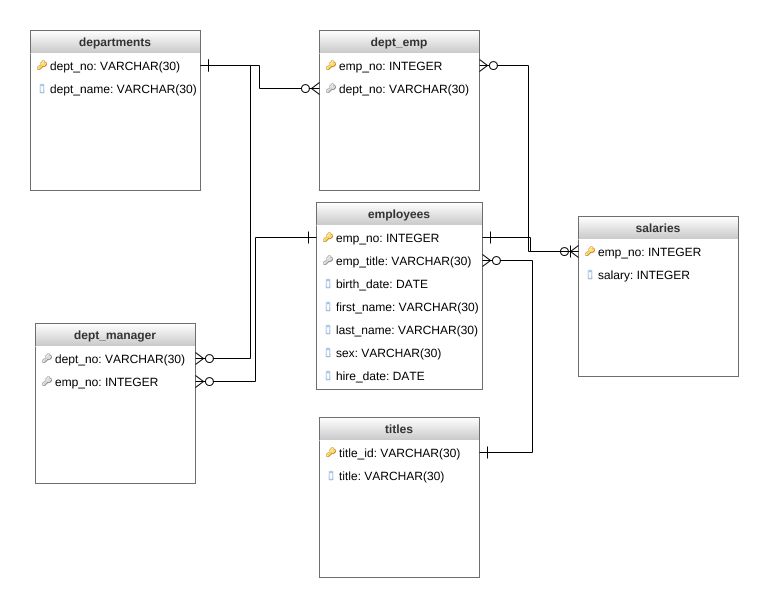 departments
dept_no: VARCHAR(30)
dept_name: VARCHAR(30)
dept_emp
emp_no: INTEGER
dept_no: VARCHAR(30)
employees
emp_no: INTEGER
emp_title: VARCHAR(30)
birth_date: DATE
first_name: VARCHAR(30)
last_name: VARCHAR(30)
sex: VARCHAR(30)
hire_date: DATE
salaries
emp_no: INTEGER
salary: INTEGER
dept_manager
dept_no: VARCHAR(30)
emp_no: INTEGER
titles
title_id: VARCHAR(30)
title: VARCHAR(30)